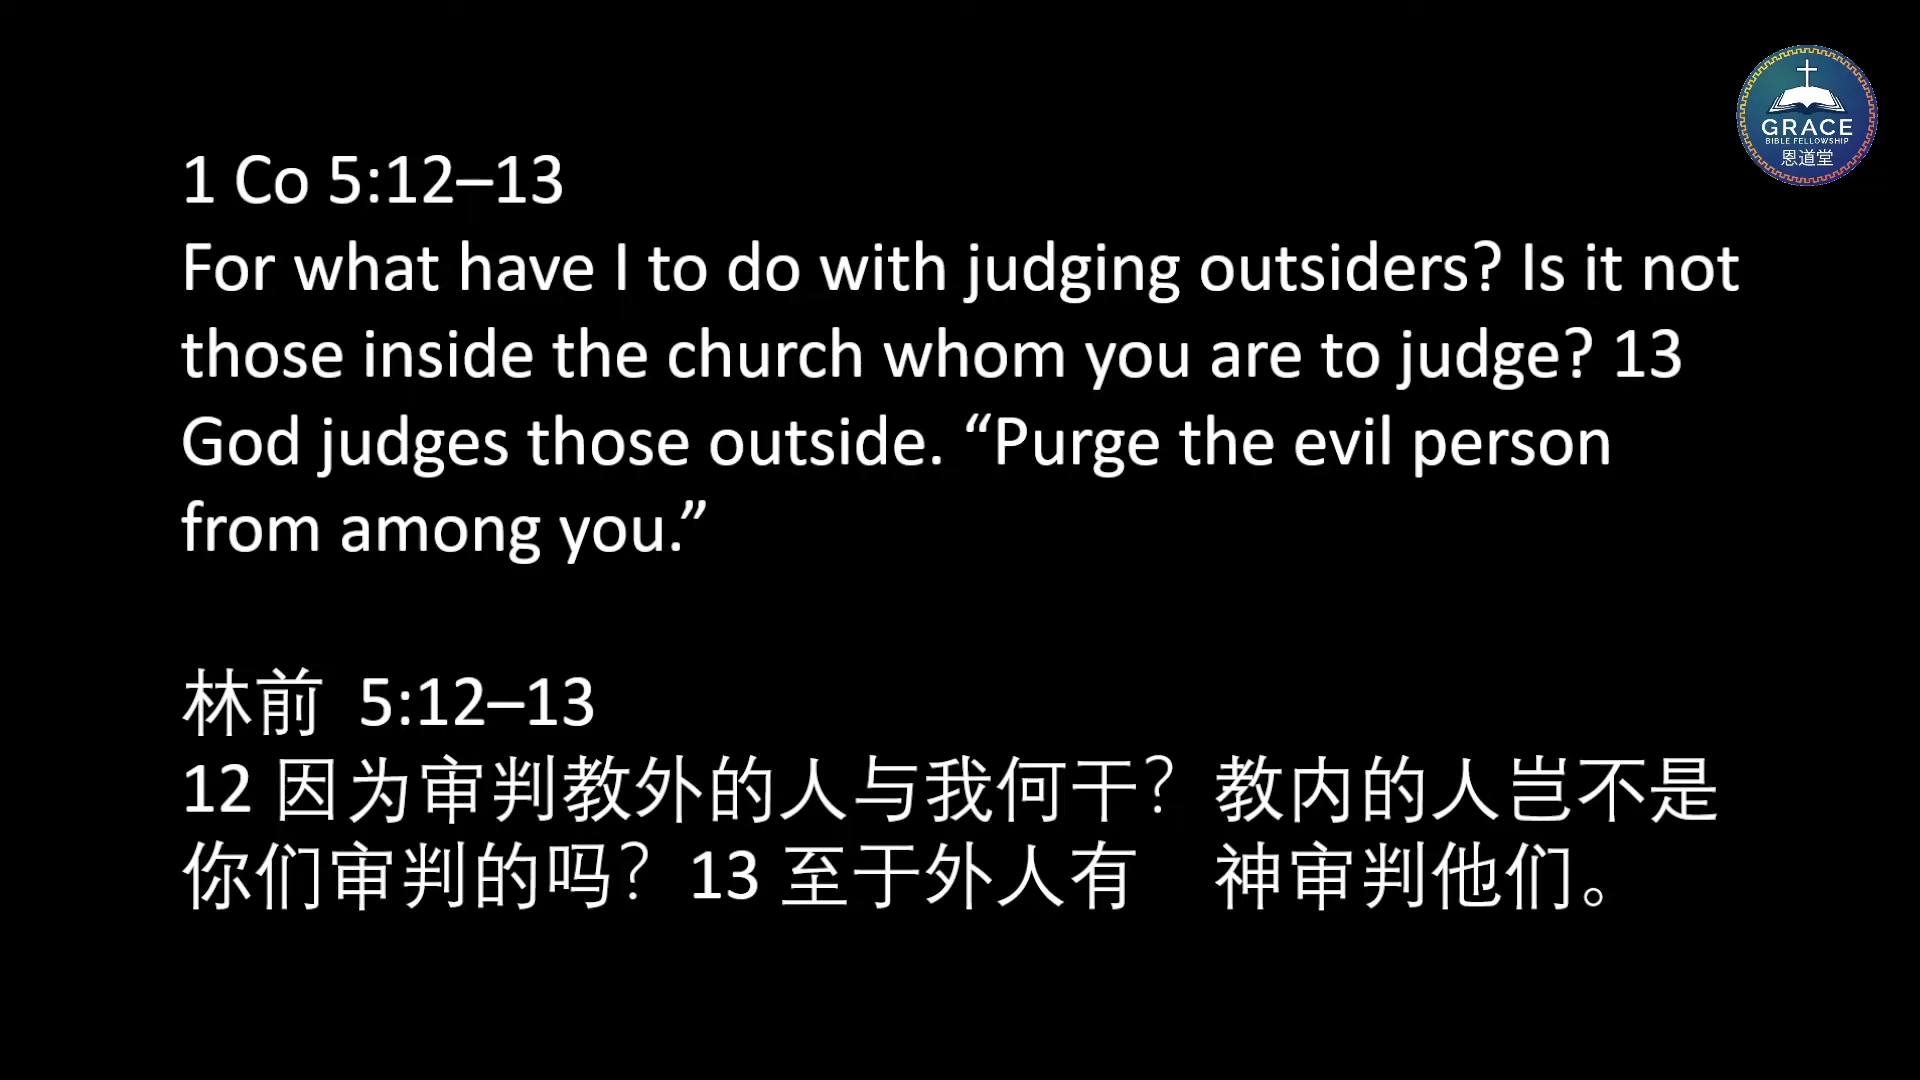 GRACE
BIBLE FELLOWSHIP
恩道堂
1 Co 5:12–13
For what have I to do with judging outsiders? Is it not
those inside the church whom you are to judge? 13
God judges those outside. “Purge the evil person
from among you.”
林前 5:12–13
12 因为审判教外的人与我何干？教内的人岂不是
你们审判的吗？13 至于外人有　神审判他们。